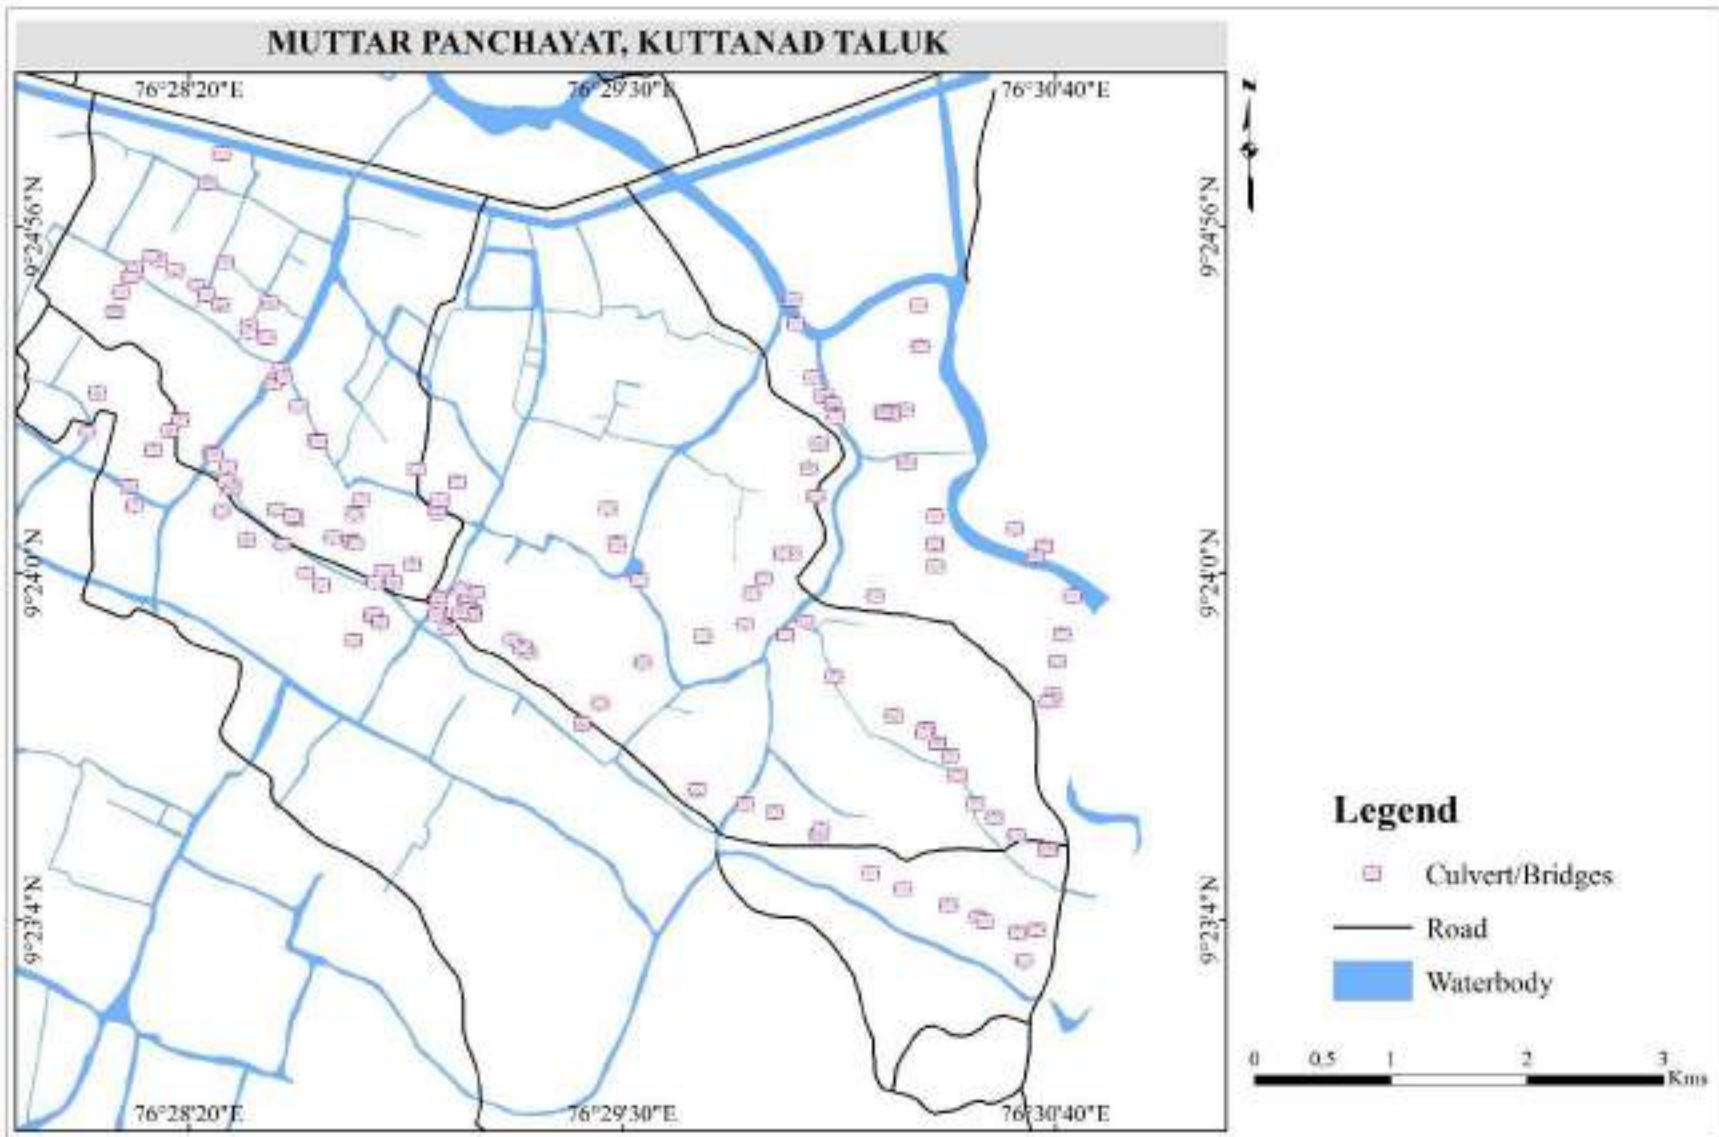 MUTTAR PANCHAYAT, KUTTANAD TALUK
76°28'20"E 76°29'30"E 76°30'40"E
9°24'56"N 9°24'56"N
9°24'0"N 9°24'0"N
9°23'4"N 9°23'4"N
76°28'20"E 76°29'30"E 76°30'40"E
Legend
Culvert/Bridges
Road
Waterbody
0 0.5 1 2 3
Kms